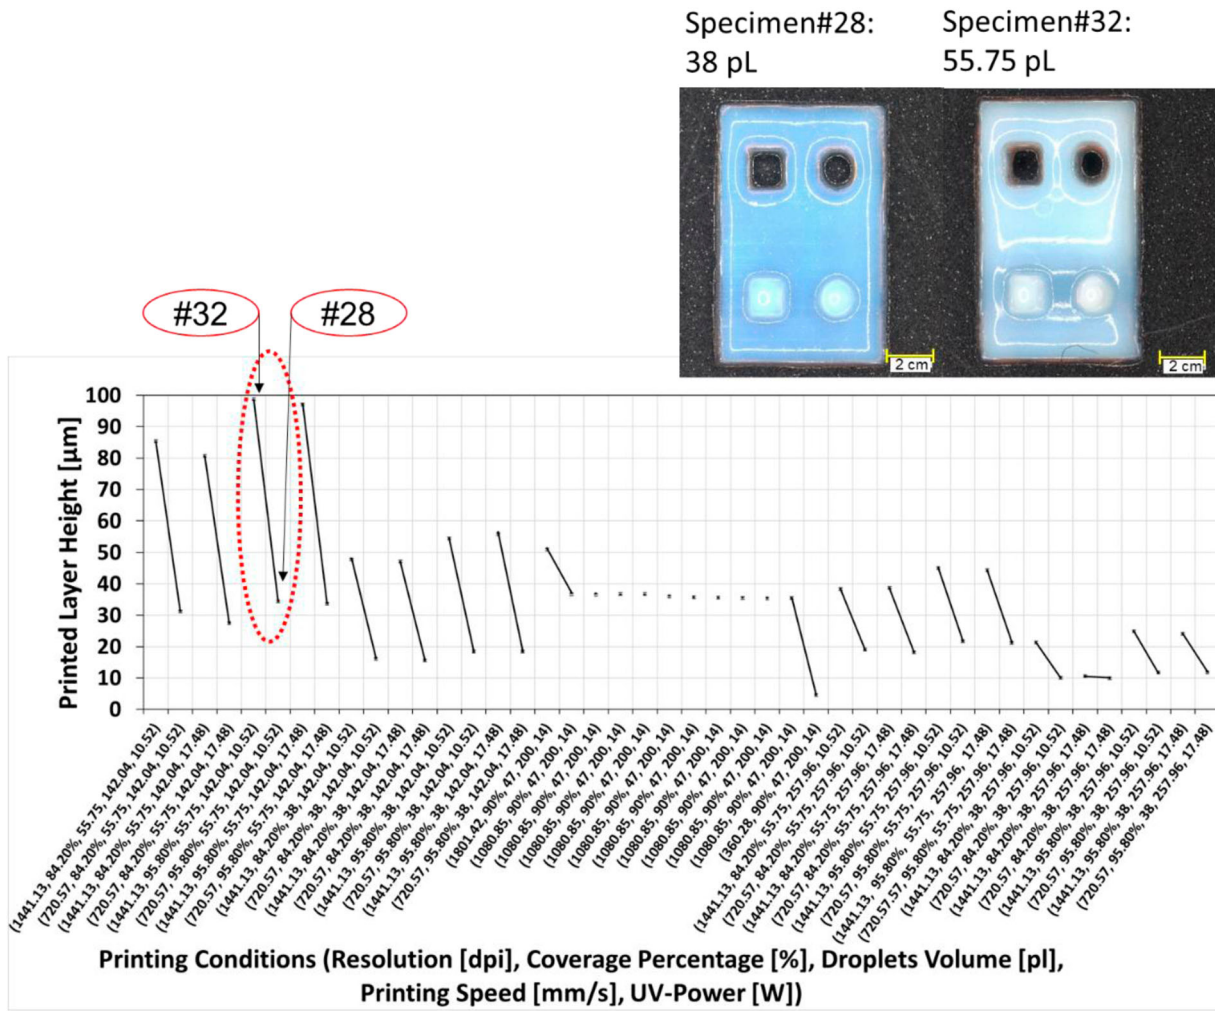 Specimen#28:
38 pL
Specimen#32:
55.75 pL
2 cm
2 cm
#32
#28
Printed Layer Height [µm]
100
90
80
70
60
50
40
30
20
10
0
(1441.13, 84.20%, 55.75, 142.04, 10.52)
(720.57, 84.20%, 55.75, 142.04, 10.52)
(1441.13, 84.20%, 55.75, 142.04, 17.48)
(720.57, 84.20%, 55.75, 142.04, 17.48)
(1441.13, 95.80%, 55.75, 142.04, 10.52)
(720.57, 95.80%, 55.75, 142.04, 10.52)
(1441.13, 95.80%, 55.75, 142.04, 17.48)
(720.57, 95.80%, 55.75, 142.04, 17.48)
(1441.13, 84.20%, 38, 142.04, 10.52)
(720.57, 84.20%, 38, 142.04, 10.52)
(1441.13, 84.20%, 38, 142.04, 17.48)
(720.57, 84.20%, 38, 142.04, 17.48)
(1441.13, 95.80%, 38, 142.04, 10.52)
(720.57, 95.80%, 38, 142.04, 10.52)
(1441.13, 95.80%, 38, 142.04, 17.48)
(720.57, 95.80%, 38, 142.04, 17.48)
(1801.42, 90%, 47, 200, 14)
(1080.85, 90%, 47, 200, 14)
(1080.85, 90%, 47, 200, 14)
(1080.85, 90%, 47, 200, 14)
(1080.85, 90%, 47, 200, 14)
(1080.85, 90%, 47, 200, 14)
(1080.85, 90%, 47, 200, 14)
(1080.85, 90%, 47, 200, 14)
(1080.85, 90%, 47, 200, 14)
(1080.85, 90%, 47, 200, 14)
(1080.85, 90%, 47, 200, 14)
(360.28, 90%, 47, 200, 14)
(1441.13, 84.20%, 55.75, 257.96, 10.52)
(720.57, 84.20%, 55.75, 257.96, 10.52)
(1441.13, 84.20%, 55.75, 257.96, 17.48)
(720.57, 84.20%, 55.75, 257.96, 17.48)
(1441.13, 95.80%, 55.75, 257.96, 10.52)
(720.57, 95.80%, 55.75, 257.96, 10.52)
(1441.13, 95.80%, 55.75, 257.96, 17.48)
(720.57.57, 95.80%, 55.75, 257.96, 17.48)
(1441.13, 84.20%, 38, 257.96, 10.52)
(720.57, 84.20%, 38, 257.96, 10.52)
(1441.13, 84.20%, 38, 257.96, 17.48)
(720.57, 84.20%, 38, 257.96, 17.48)
(1441.13, 95.80%, 38, 257.96, 10.52)
(720.57, 95.80%, 38, 257.96, 10.52)
(1441.13, 95.80%, 38, 257.96, 17.48)
(720.57, 95.80%, 38, 257.96, 17.48)
Printing Conditions (Resolution [dpi], Coverage Percentage [%], Droplets Volume [pl],
Printing Speed [mm/s], UV-Power [W])